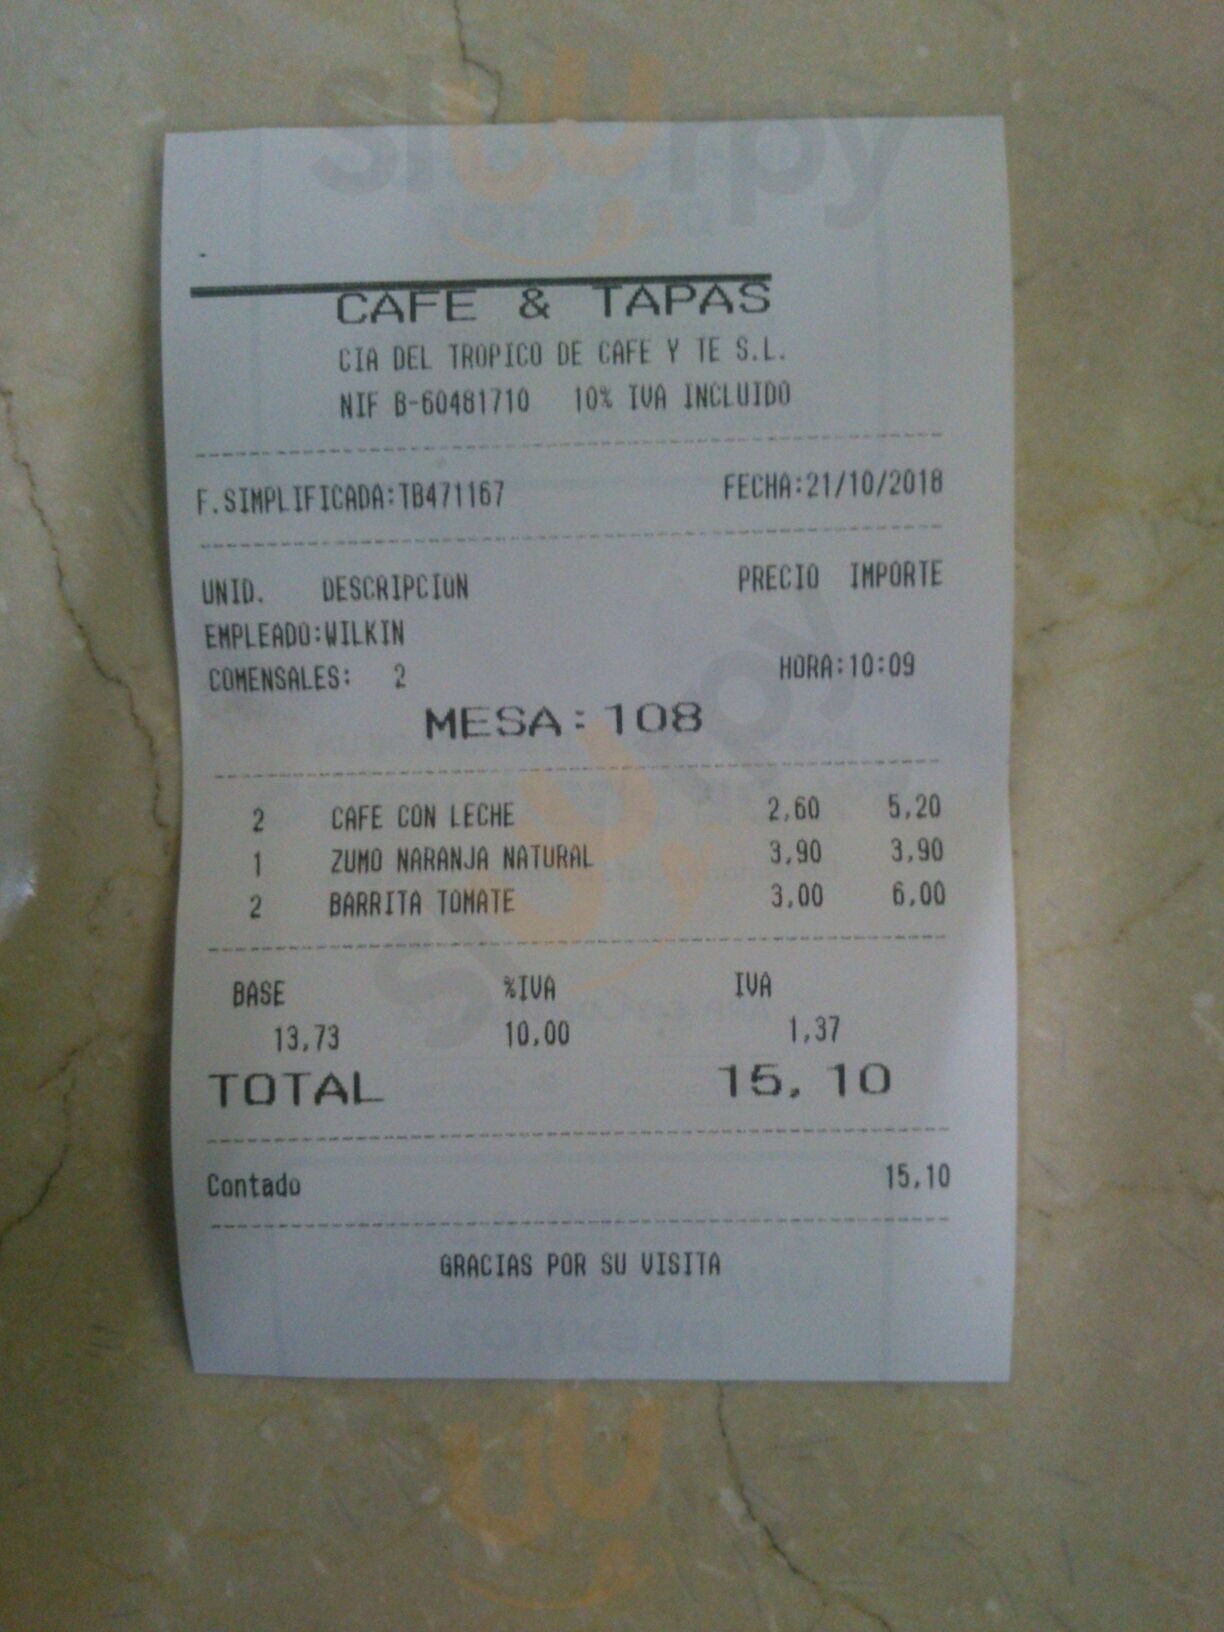 slurpy
CAFE & TAPAS
CIA DEL TROPICO DE CAFE Y TE S.L.
NIF B-60481710 10% IVA INCLUIDO
F.SIMPLIFICADA:TB471167 FECHA:21/10/2018
UNID. DESCRIPCION PRECIO IMPORTE
EMPLEADO:WILKIN
COMENSALES: 2 HORA:10:09
MESA: 108
slurpy
2 CAFE CON LECHE 2,60 5,20
1 ZUMO NARANJA NATURAL 3,90 3,90
2 BARRITA TOMATE 3,00 6,00
BASE %IVA IVA
13,73 10,00 1,37
TOTAL 15,10
Contado 15,10
GRACIAS POR SU VISITA